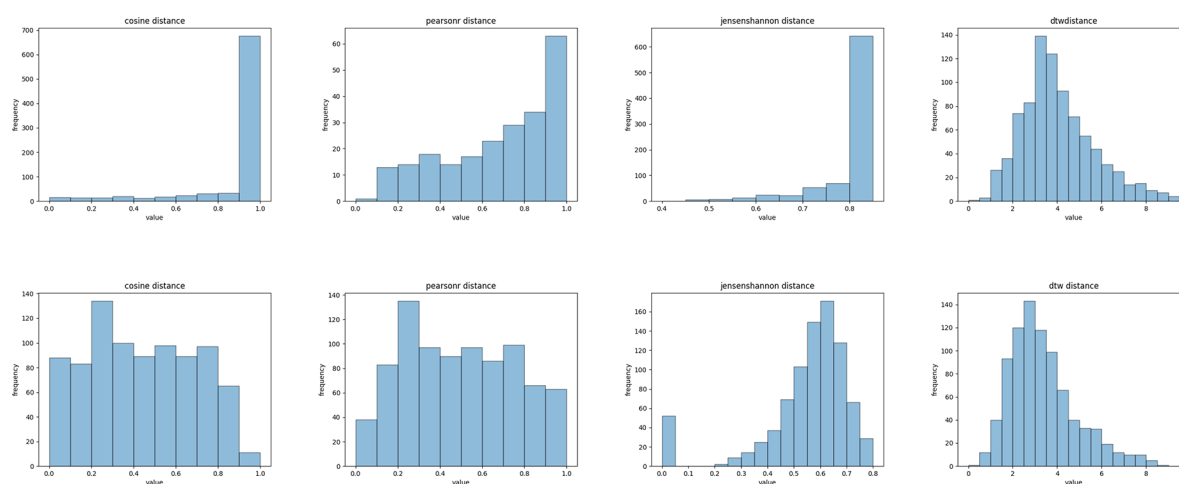 cosine distance
frequency
700
600
500
400
300
200
100
0
0.0 0.2 0.4 0.6 0.8 1.0
value
pearsonr distance
frequency
60
50
40
30
20
10
0
0.0 0.2 0.4 0.6 0.8 1.0
value
jensenshannon distance
frequency
600
500
400
300
200
100
0
0.4 0.5 0.6 0.7 0.8
value
dtwdistance
frequency
140
120
100
80
60
40
20
0
0 2 4 6 8
value
cosine distance
frequency
140
120
100
80
60
40
20
0
0.0 0.2 0.4 0.6 0.8 1.0
value
pearsonr distance
frequency
140
120
100
80
60
40
20
0
0.0 0.2 0.4 0.6 0.8 1.0
value
jensenshannon distance
frequency
160
140
120
100
80
60
40
20
0
0.0 0.1 0.2 0.3 0.4 0.5 0.6 0.7 0.8
value
dtw distance
frequency
140
120
100
80
60
40
20
0
0 2 4 6 8
value